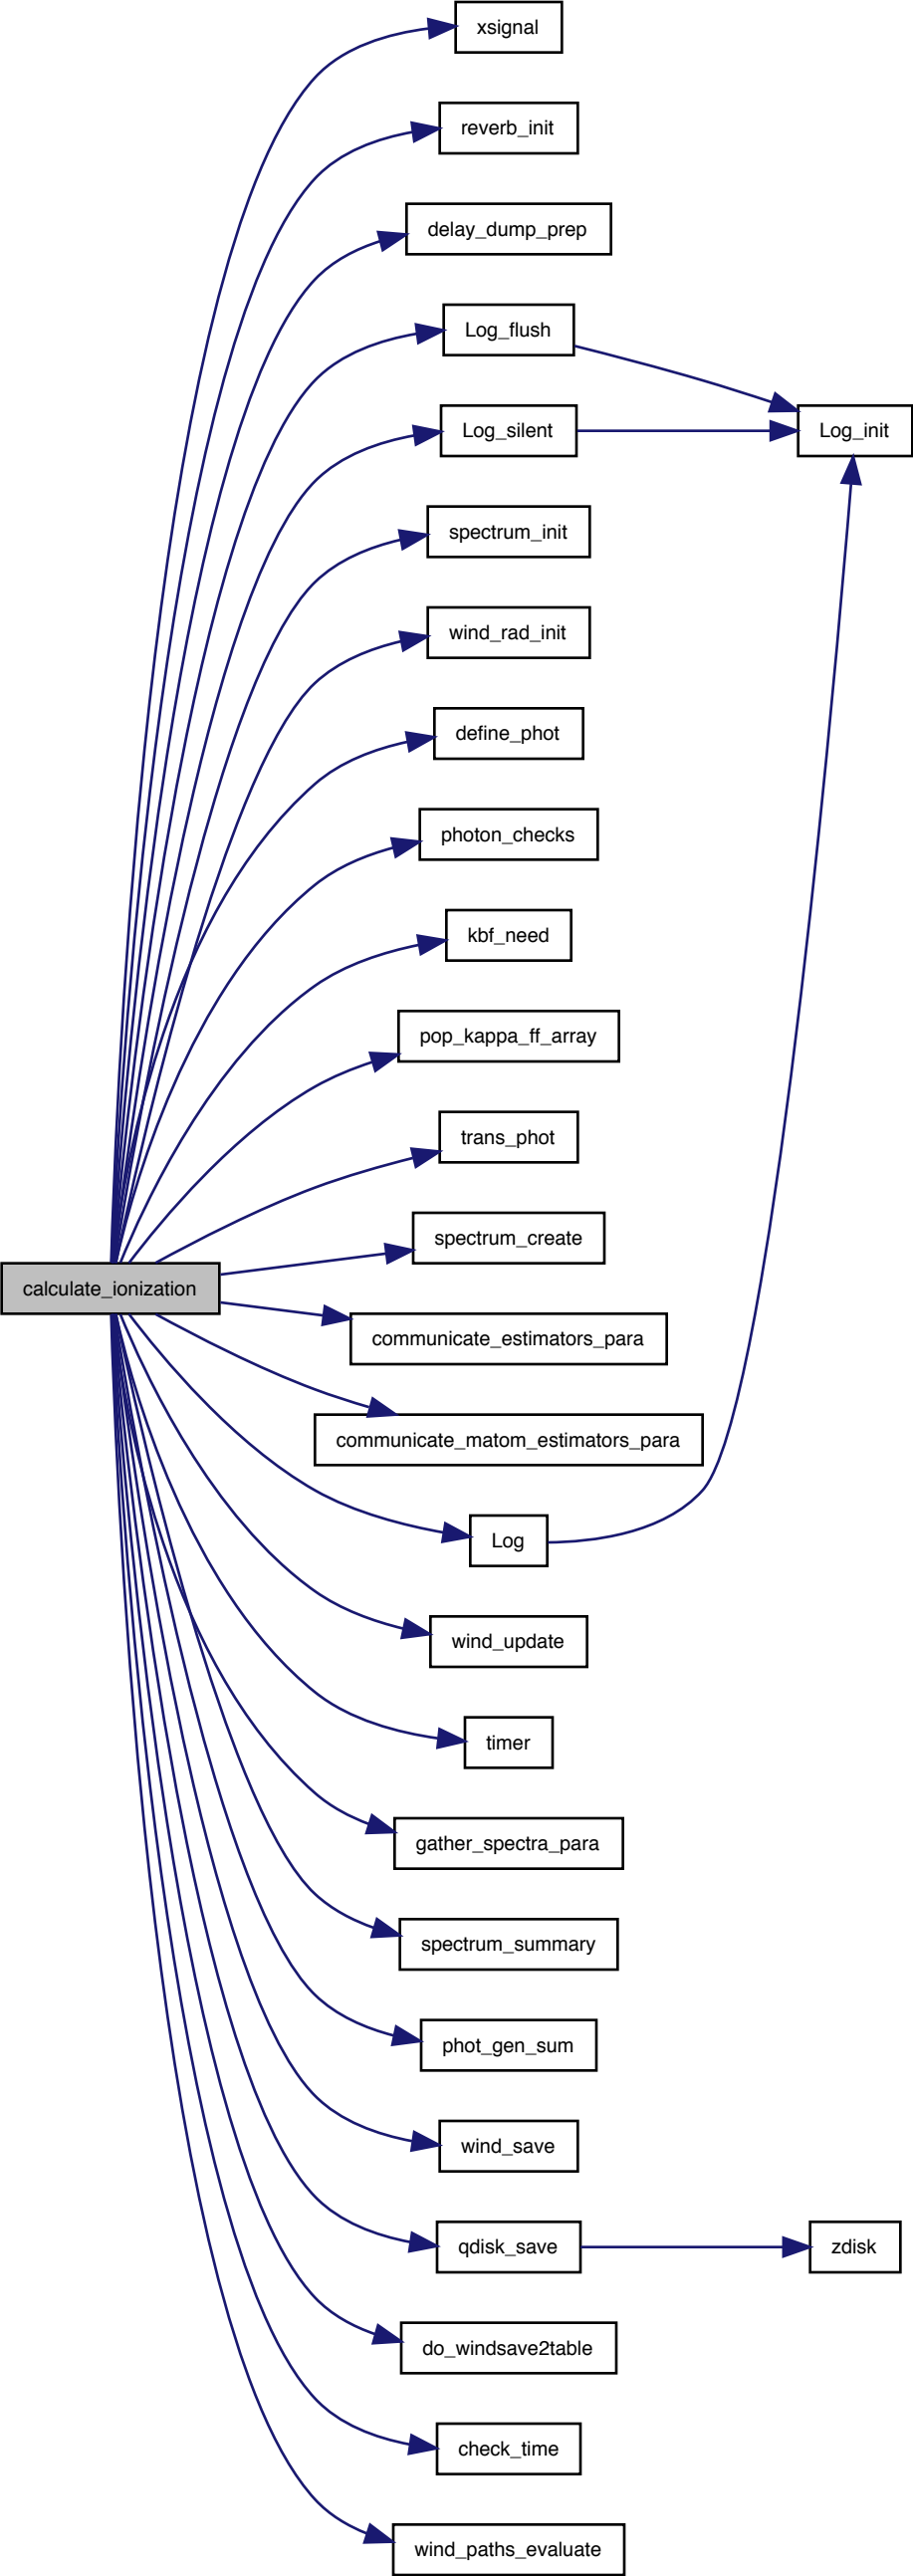 xsignal
reverb_init
delay_dump_prep
Log_flush
Log_silent
Log_init
spectrum_init
wind_rad_init
define_phot
photon_checks
kbf_need
pop_kappa_ff_array
trans_phot
spectrum_create
calculate_ionization
communicate_estimators_para
communicate_matom_estimators_para
Log
wind_update
timer
gather_spectra_para
spectrum_summary
phot_gen_sum
wind_save
qdisk_save
zdisk
do_windsave2table
check_time
wind_paths_evaluate